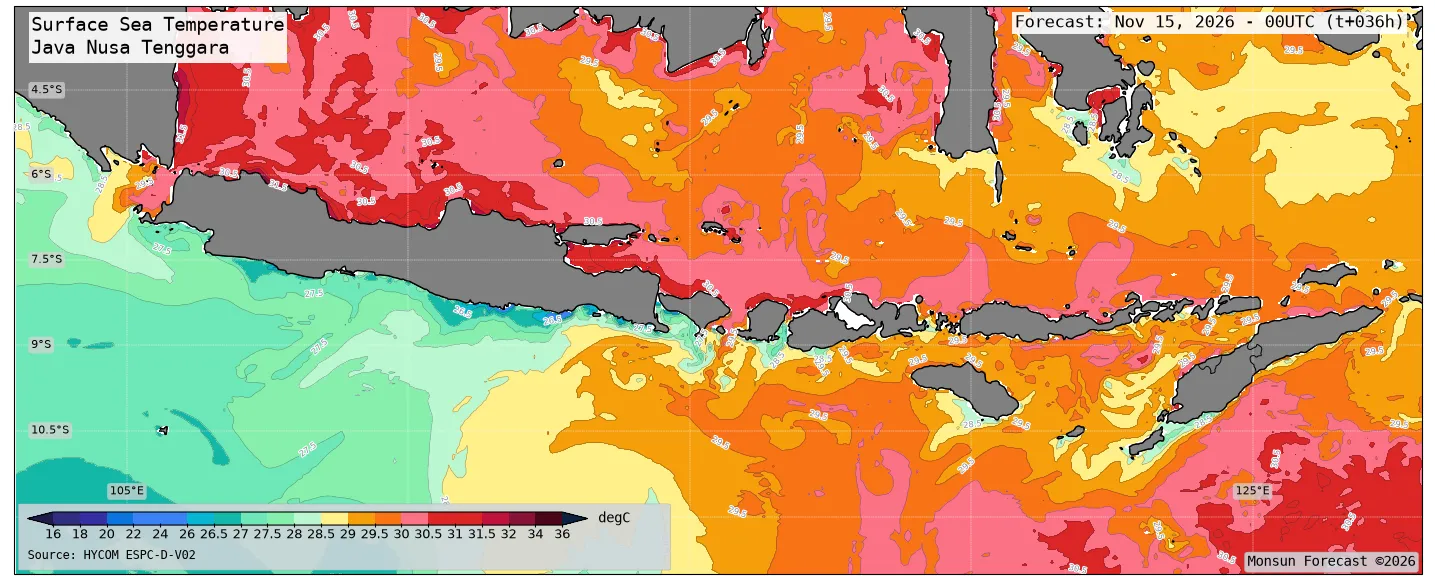 Surface Sea Temperature
Java Nusa Tenggara
Forecast: Nov 15, 2026 - 00UTC (t+036h)
4.5°S
6°S
7.5°S
9°S
10.5°S
105°E
125°E
16 18 20 22 24 26 26.5 27 27.5 28 28.5 29 29.5 30 30.5 31 31.5 32 34 36
degC
Source: HYCOM ESPC-D-V02
Monsun Forecast ©2026